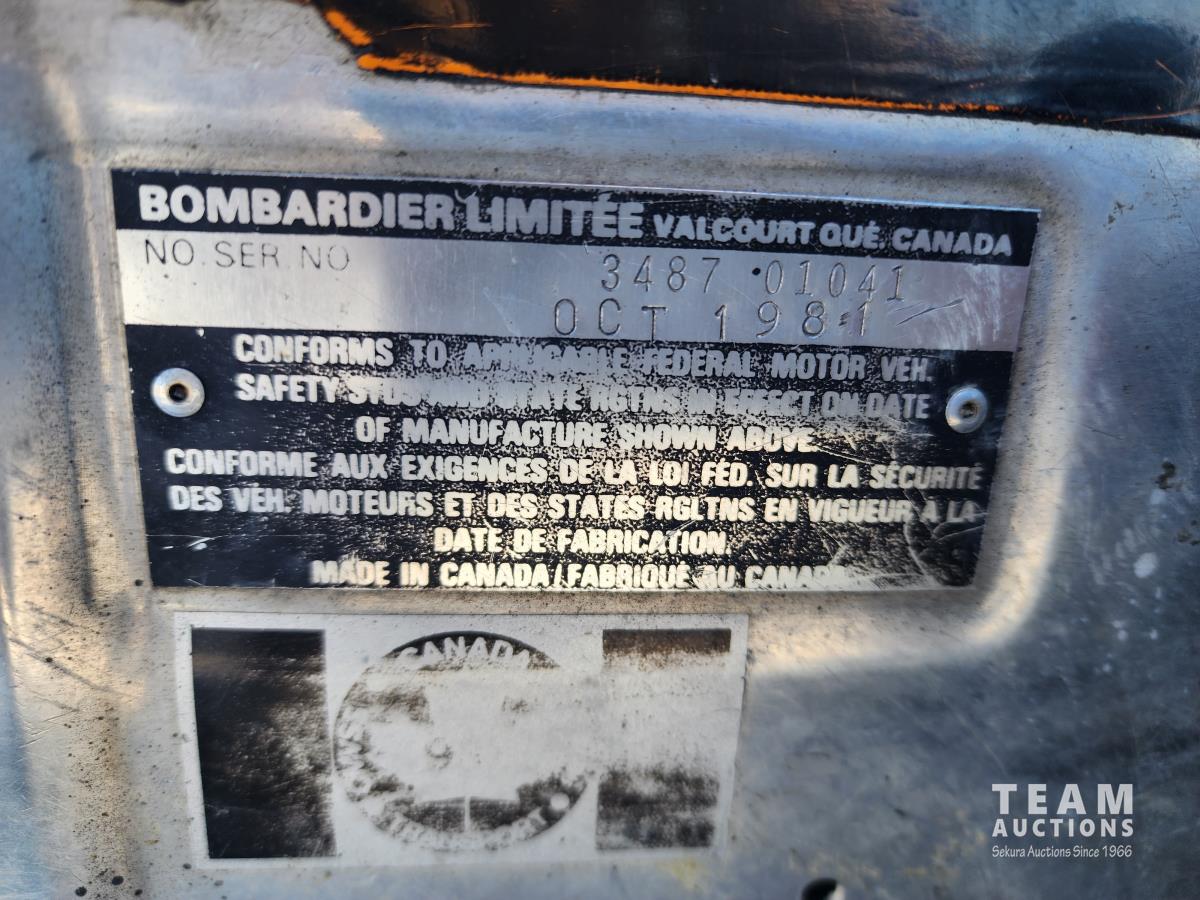 BOMBARDIER LIMITÉE VALCOURT QUÉ. CANADA
NO. SER. NO 3487 01041
OCT 1981
CONFORMS TO APPLICABLE FEDERAL MOTOR VEH.
SAFETY STDS AND STATE RGTNS IN EFFECT ON DATE
OF MANUFACTURE SHOWN ABOVE.
CONFORME AUX EXIGENCES DE LA LOI FÉD. SUR LA SÉCURITÉ
DES VÉH. MOTEURS ET DES STATES RGLTNS EN VIGUEUR A LA
DATE DE FABRICATION.
MADE IN CANADA/FABRIQUÉ AU CANADA
CANADA
TEAM
AUCTIONS
Sekura Auctions Since 1966